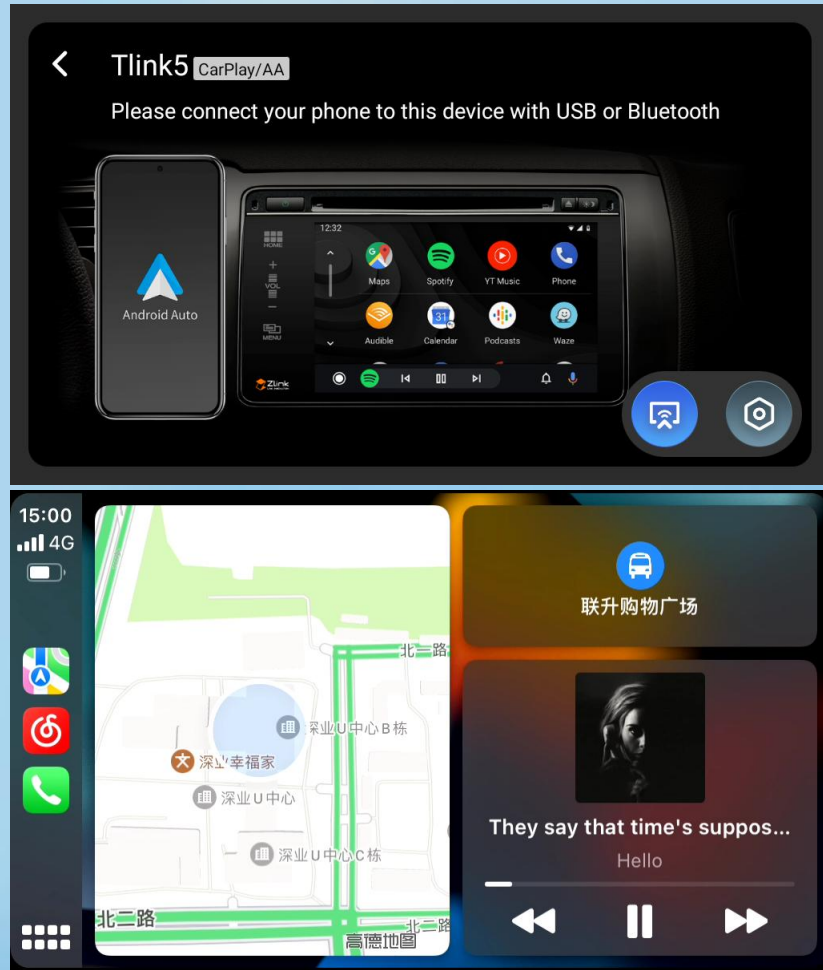 Tlink5 CarPlay/AA
Please connect your phone to this device with USB or Bluetooth
Android Auto
12:32
HOME
VOL
MENU
Maps Spotify YT Music Phone
31
Audible Calendar Podcasts Waze
Zlink
15:00
4G
北一路
深业U中心B栋
文
深业幸福家
深业U中心
深业U中心C栋
北二路
北二路
高德地图
联升购物广场
They say that time's suppos...
Hello